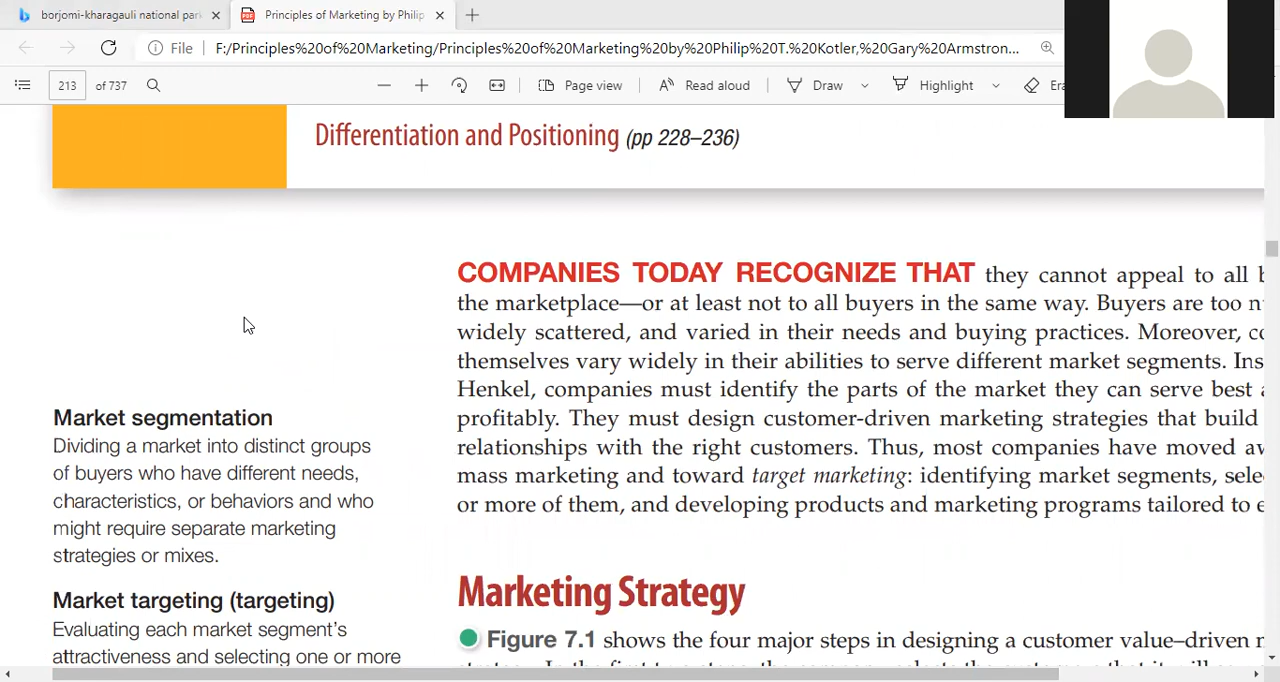 borjomi-kharagauli national par
Principles of Marketing by Philip
File
F:/Principles%20of%20Marketing/Principles%20of%20Marketing%20by%20Philip%20T.%20Kotler,%20Gary%20Armstron...
213 of 737
Page view
Read aloud
Draw
Highlight
Era
Differentiation and Positioning (pp 228–236)
COMPANIES TODAY RECOGNIZE THAT they cannot appeal to all b
the marketplace—or at least not to all buyers in the same way. Buyers are too nu
widely scattered, and varied in their needs and buying practices. Moreover, co
themselves vary widely in their abilities to serve different market segments. Ins
Henkel, companies must identify the parts of the market they can serve best a
profitably. They must design customer-driven marketing strategies that build
relationships with the right customers. Thus, most companies have moved aw
mass marketing and toward target marketing: identifying market segments, sele
or more of them, and developing products and marketing programs tailored to e
Market segmentation
Dividing a market into distinct groups
of buyers who have different needs,
characteristics, or behaviors and who
might require separate marketing
strategies or mixes.
Market targeting (targeting)
Evaluating each market segment's
attractiveness and selecting one or more
Marketing Strategy
Figure 7.1 shows the four major steps in designing a customer value–driven m